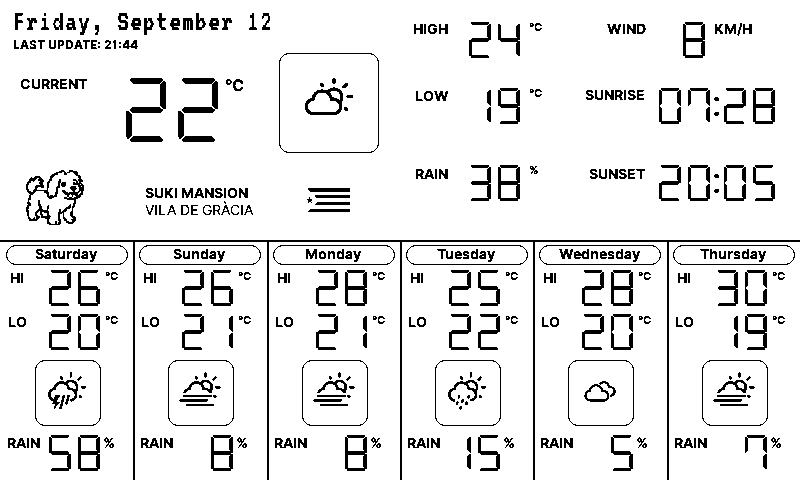 Friday, September 12
LAST UPDATE: 21:44
CURRENT 22 °C
SUKI MANSION
VILA DE GRÀCIA
HIGH 24 °C
LOW 19 °C
RAIN 38 %
WIND 8 KM/H
SUNRISE 07:28
SUNSET 20:05
Saturday
HI 26 °C
LO 20 °C
RAIN 58 %
Sunday
HI 26 °C
LO 21 °C
RAIN 8 %
Monday
HI 28 °C
LO 21 °C
RAIN 8 %
Tuesday
HI 25 °C
LO 22 °C
RAIN 15 %
Wednesday
HI 28 °C
LO 20 °C
RAIN 5 %
Thursday
HI 30 °C
LO 19 °C
RAIN 7 %